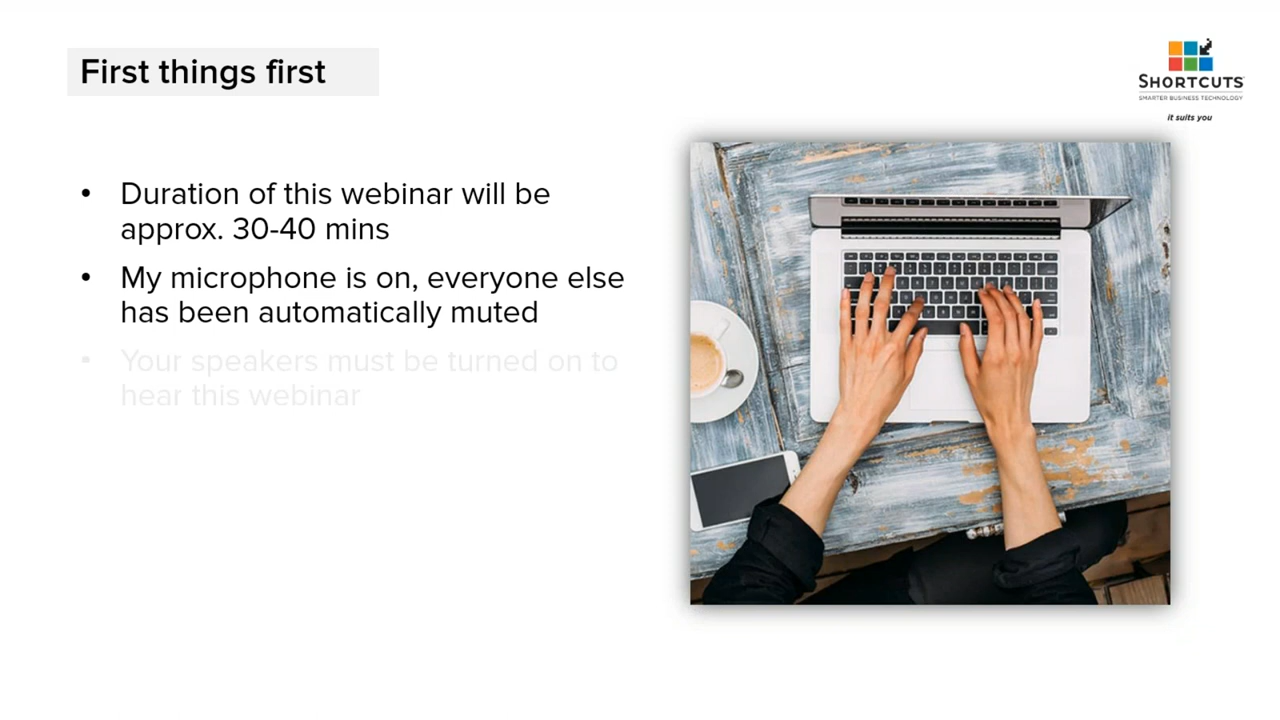 First things first
SHORTCUTS
SMARTER BUSINESS TECHNOLOGY
it suits you
• Duration of this webinar will be
approx. 30-40 mins
• My microphone is on, everyone else
has been automatically muted
• Your speakers must be turned on to
hear this webinar